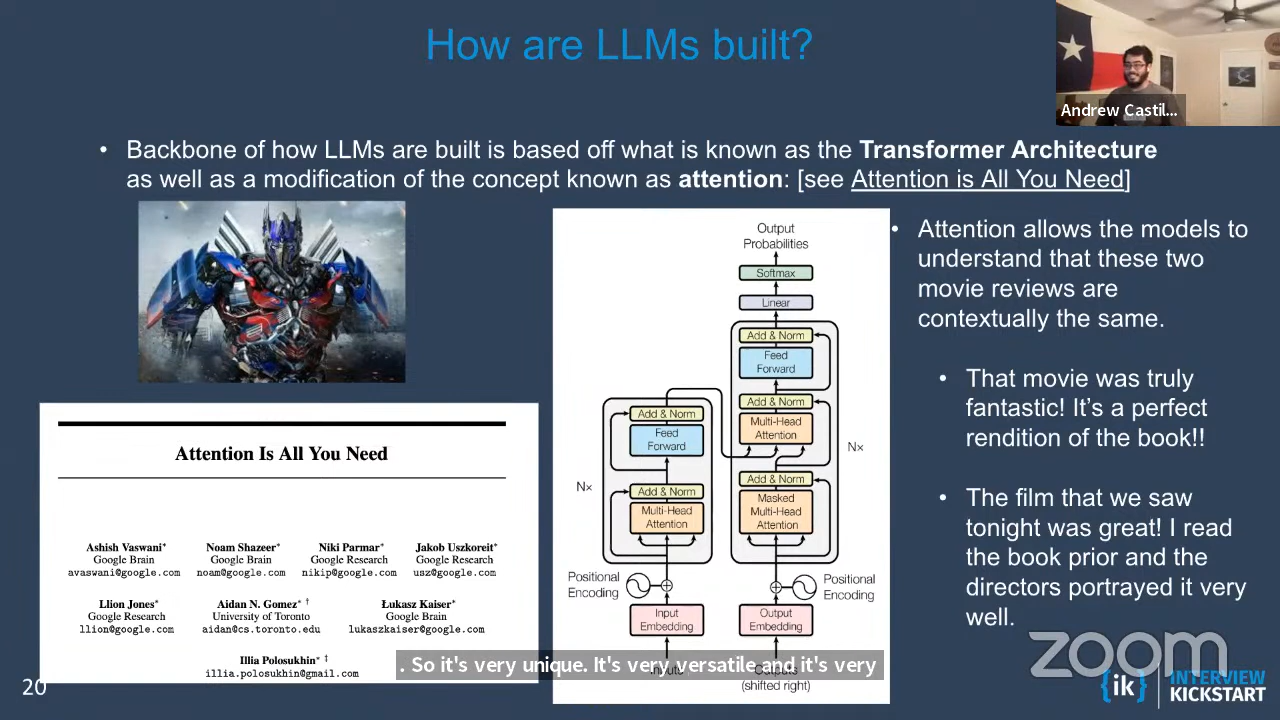 How are LLMs built?
Andrew Castil...
• Backbone of how LLMs are built is based off what is known as the Transformer Architecture
as well as a modification of the concept known as attention: [see Attention is All You Need]
Attention Is All You Need
Ashish Vaswani* Noam Shazeer* Niki Parmar* Jakob Uszkoreit*
Google Brain Google Brain Google Research Google Research
avaswani@google.com noam@google.com nikip@google.com usz@google.com
Llion Jones* Aidan N. Gomez* † Łukasz Kaiser*
Google Research University of Toronto Google Brain
llion@google.com aidan@cs.toronto.edu lukaszkaiser@google.com
Illia Polosukhin* ‡
illia.polosukhin@gmail.com
Output
Probabilities
Softmax
Linear
Add & Norm
Feed
Forward
Add & Norm
Multi-Head
Attention
Add & Norm
Masked
Multi-Head
Attention
Nx
Add & Norm
Feed
Forward
Add & Norm
Multi-Head
Attention
Nx
Positional
Encoding
Positional
Encoding
Input
Embedding
Output
Embedding
Inputs
Outputs
(shifted right)
• Attention allows the models to
understand that these two
movie reviews are
contextually the same.
• That movie was truly
fantastic! It's a perfect
rendition of the book!!
• The film that we saw
tonight was great! I read
the book prior and the
directors portrayed it very
well.
. So it's very unique. It's very versatile and it's very
20
zoom
{ik} INTERVIEW
KICKSTART